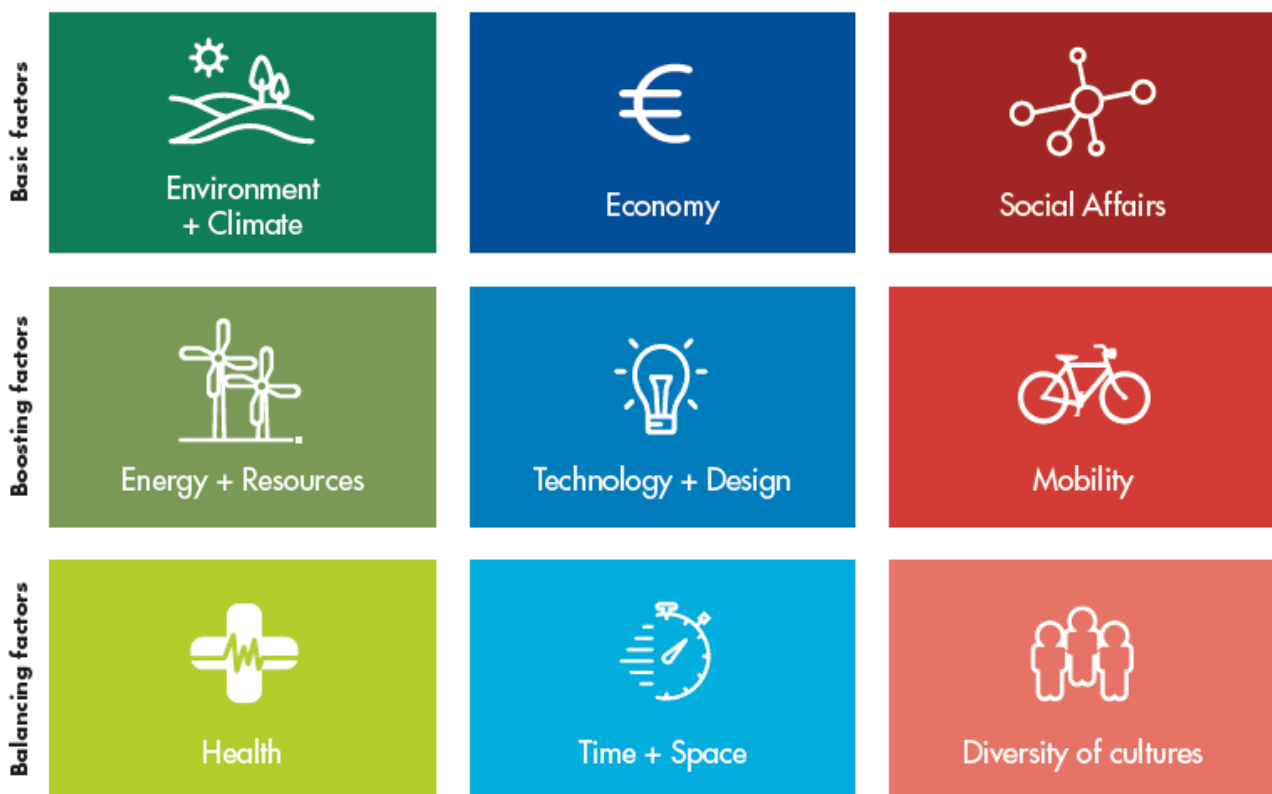 Basic factors
Environment
+ Climate
Economy
Social Affairs
Boosting factors
Energy + Resources
Technology + Design
Mobility
Balancing factors
Health
Time + Space
Diversity of cultures